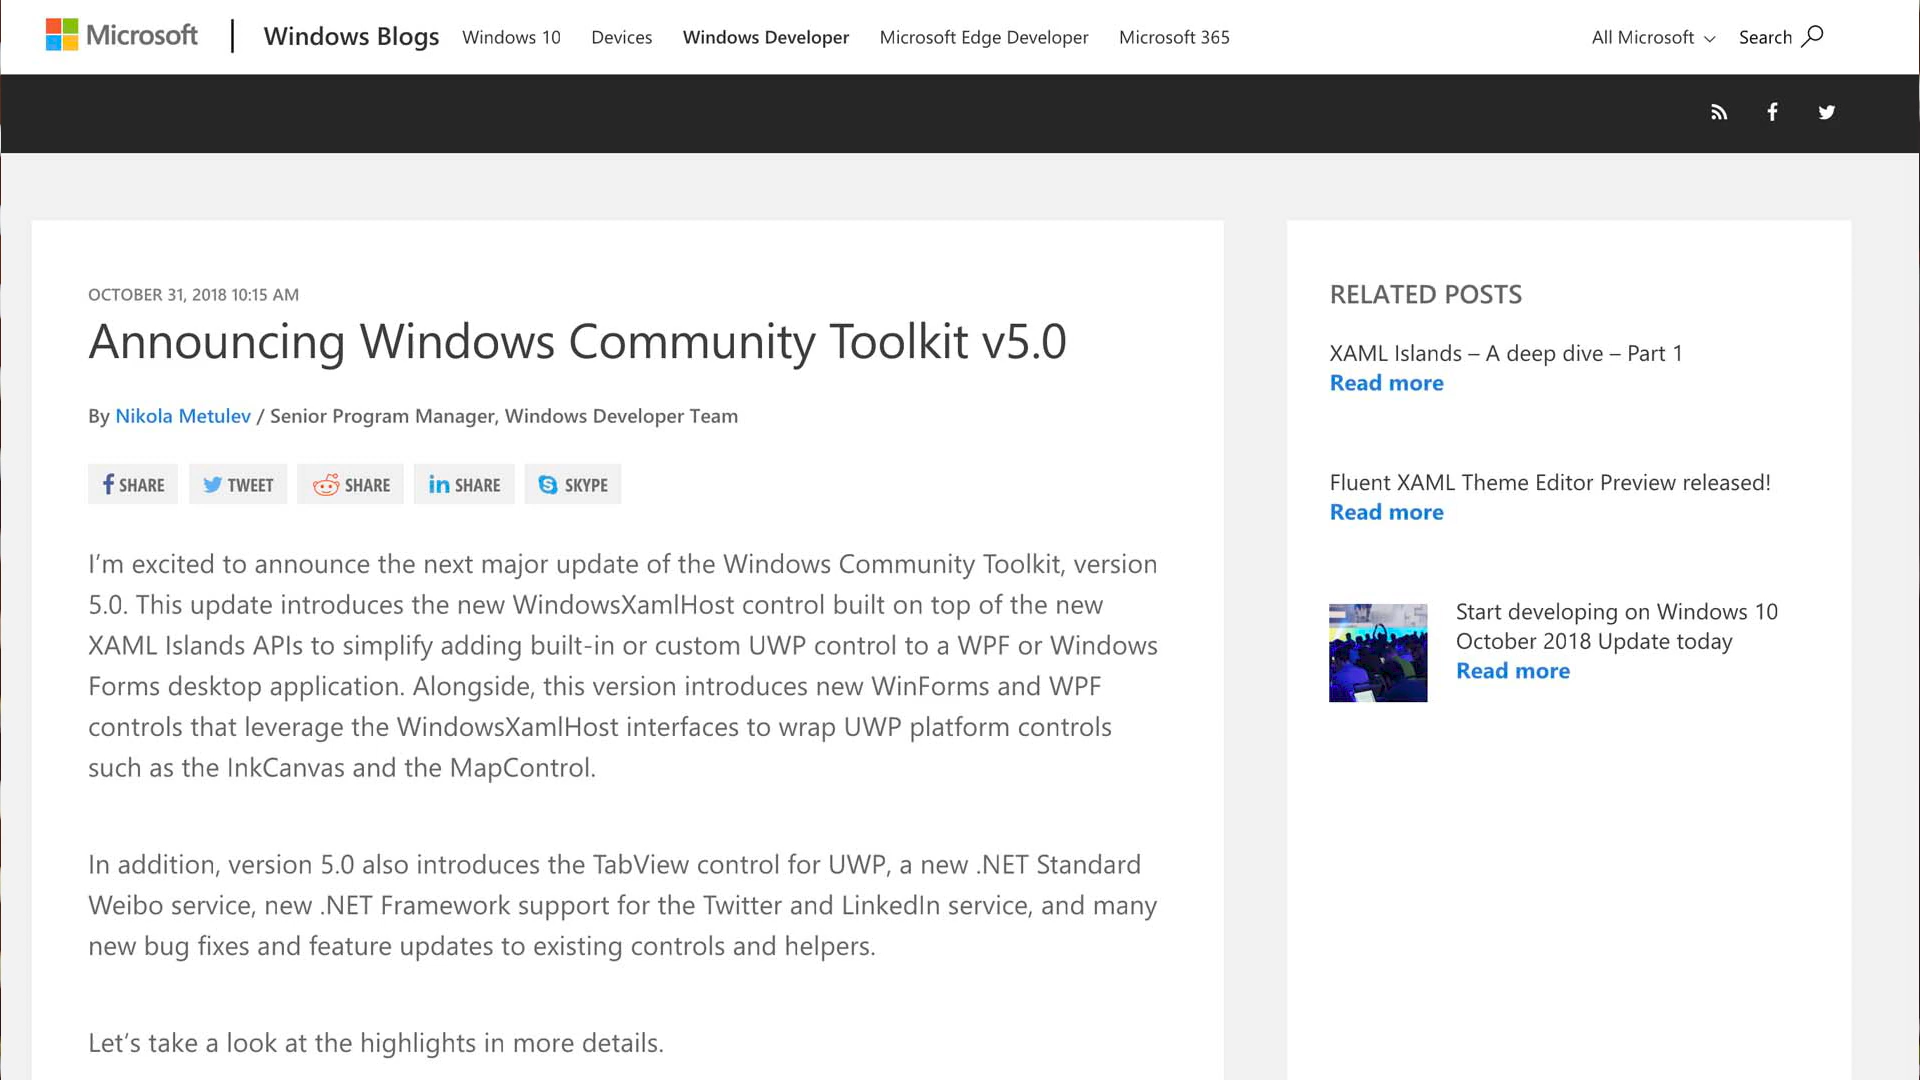 Microsoft
Windows Blogs
Windows 10
Devices
Windows Developer
Microsoft Edge Developer
Microsoft 365
All Microsoft
Search
OCTOBER 31, 2018 10:15 AM
Announcing Windows Community Toolkit v5.0
By Nikola Metulev / Senior Program Manager, Windows Developer Team
SHARE
TWEET
SHARE
in SHARE
SKYPE
I’m excited to announce the next major update of the Windows Community Toolkit, version
5.0. This update introduces the new WindowsXamlHost control built on top of the new
XAML Islands APIs to simplify adding built-in or custom UWP control to a WPF or Windows
Forms desktop application. Alongside, this version introduces new WinForms and WPF
controls that leverage the WindowsXamlHost interfaces to wrap UWP platform controls
such as the InkCanvas and the MapControl.
In addition, version 5.0 also introduces the TabView control for UWP, a new .NET Standard
Weibo service, new .NET Framework support for the Twitter and LinkedIn service, and many
new bug fixes and feature updates to existing controls and helpers.
Let’s take a look at the highlights in more details.
RELATED POSTS
XAML Islands – A deep dive – Part 1
Read more
Fluent XAML Theme Editor Preview released!
Read more
Start developing on Windows 10
October 2018 Update today
Read more